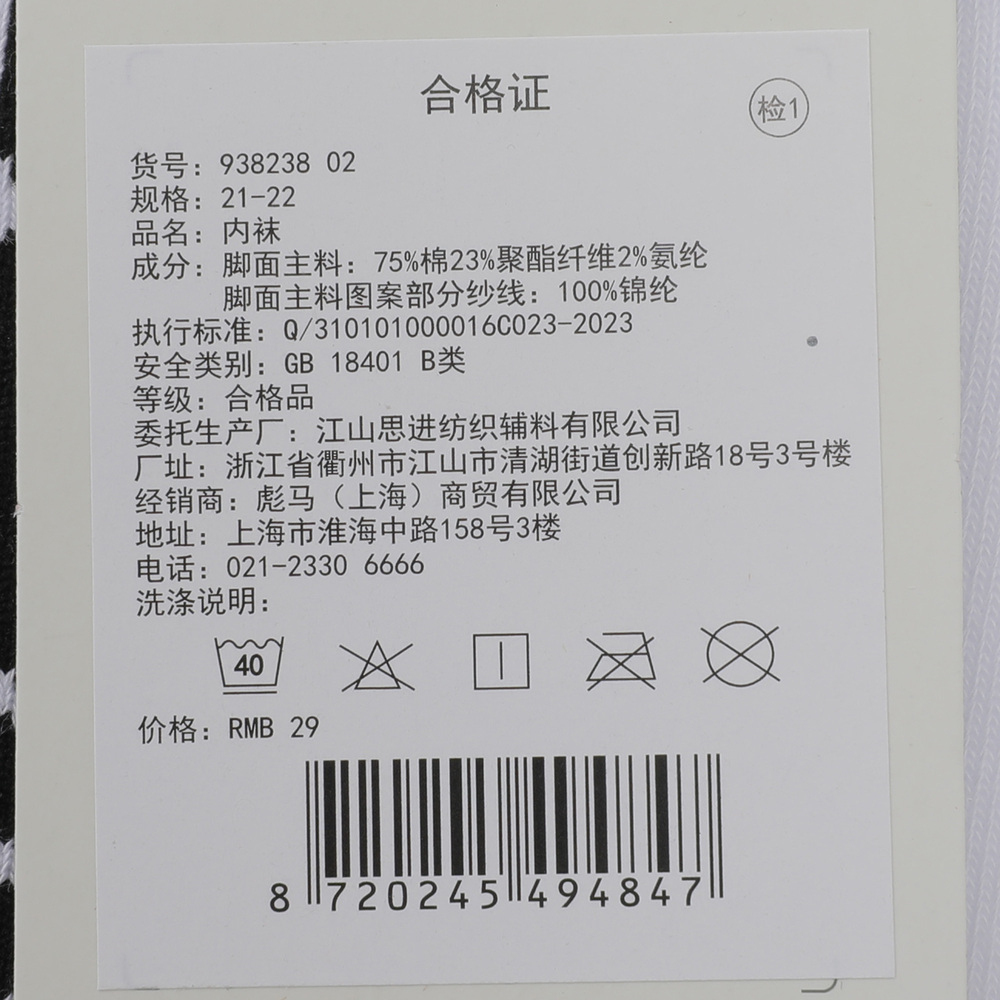 合格证
检1
货号：938238 02
规格：21-22
品名：内袜
成分：脚面主料：75%棉23%聚酯纤维2%氨纶
脚面主料图案部分纱线：100%锦纶
执行标准：Q/310101000016C023-2023
安全类别：GB 18401 B类
等级：合格品
委托生产厂：江山思进纺织辅料有限公司
厂址：浙江省衢州市江山市清湖街道创新路18号3号楼
经销商：彪马（上海）商贸有限公司
地址：上海市淮海中路158号3楼
电话：021-2330 6666
洗涤说明：
40
价格：RMB 29
8 720245 494847